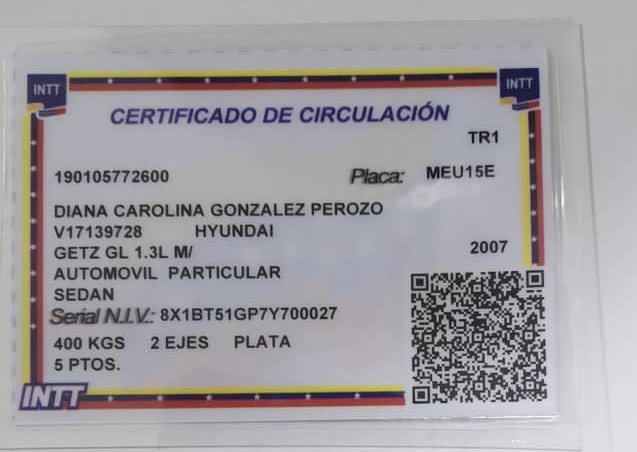 INTT
INTT
CERTIFICADO DE CIRCULACIÓN
TR1
190105772600 Placa: MEU15E
DIANA CAROLINA GONZALEZ PEROZO
V17139728 HYUNDAI
GETZ GL 1.3L M/ 2007
AUTOMOVIL PARTICULAR
SEDAN
Serial N.I.V.: 8X1BT51GP7Y700027
400 KGS 2 EJES PLATA
5 PTOS.
INTT